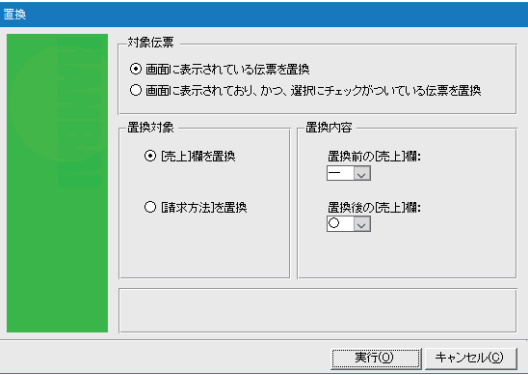 置換
対象伝票
画面に表示されている伝票を置換
画面に表示されており、かつ、選択にチェックがついている伝票を置換
置換対象
[売上]欄を置換
[請求方法]を置換
置換内容
置換前の[売上]欄:
―
置換後の[売上]欄:
○
実行(O)
キャンセル(C)